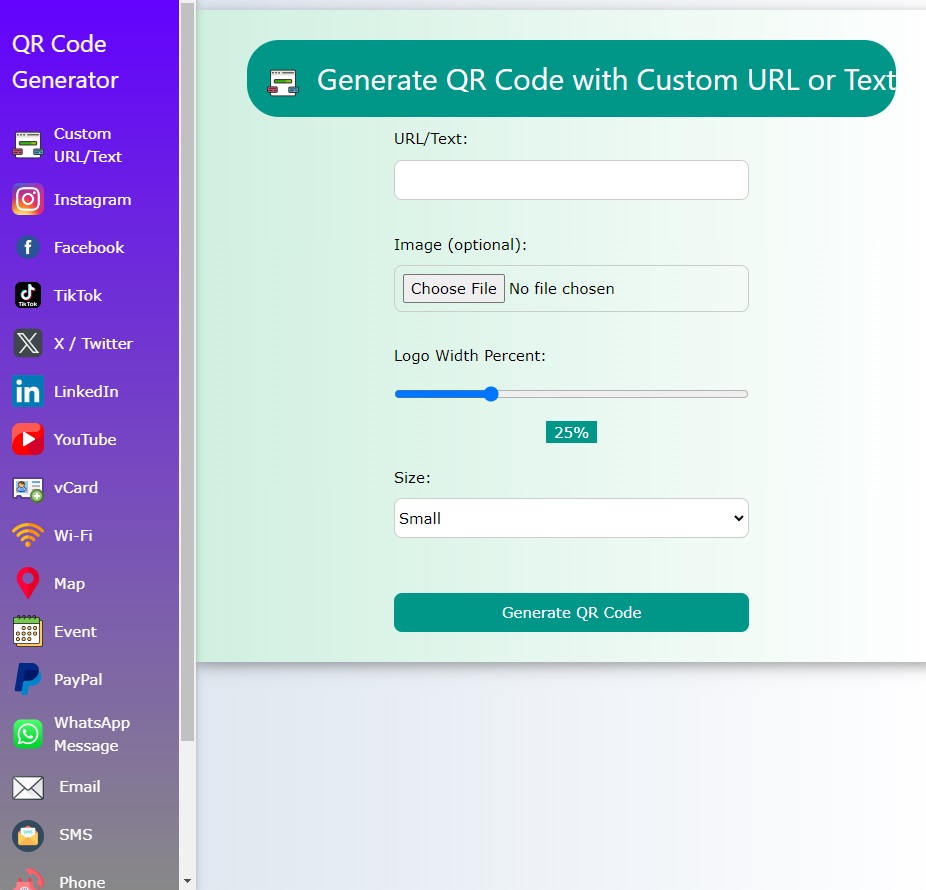 QR Code
Generator
Custom
URL/Text
Instagram
Facebook
TikTok
TikTok
X / Twitter
LinkedIn
YouTube
vCard
Wi-Fi
Map
Event
PayPal
WhatsApp
Message
Email
SMS
Phone
Generate QR Code with Custom URL or Text
URL/Text:
Image (optional):
Choose File No file chosen
Logo Width Percent:
25%
Size:
Small
Generate QR Code